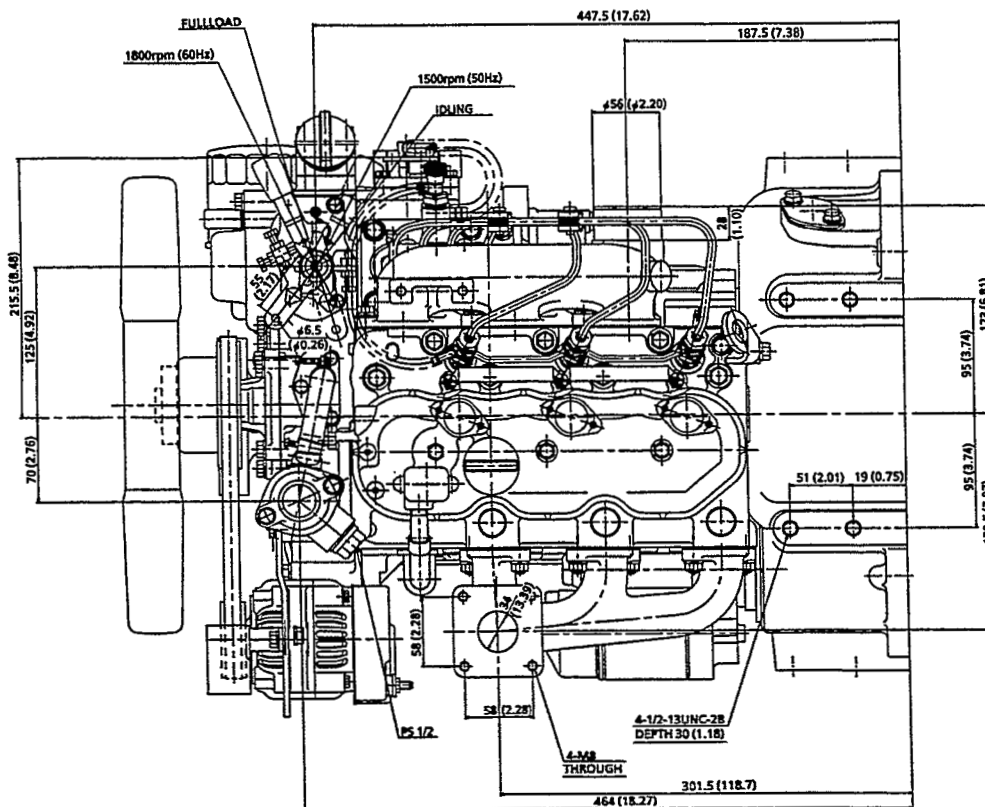 447.5 (17.62)
FULLLOAD
187.5 (7.38)
1800rpm (60Hz)
1500rpm (50Hz)
ϕ56 (ϕ2.20)
IDLING
28
(1.10)
215.5 (8.48)
125 (4.92)
55
(2.17)
ϕ6.5
(ϕ0.26)
95 (3.74)
70 (2.76)
95 (3.74)
51 (2.01)
19 (0.75)
34
(13.39)
58 (2.28)
58 (2.28)
PS 1/2
4-M8
THROUGH
4-1/2-13UNC-2B
DEPTH 30 (1.18)
301.5 (118.7)
464 (18.27)